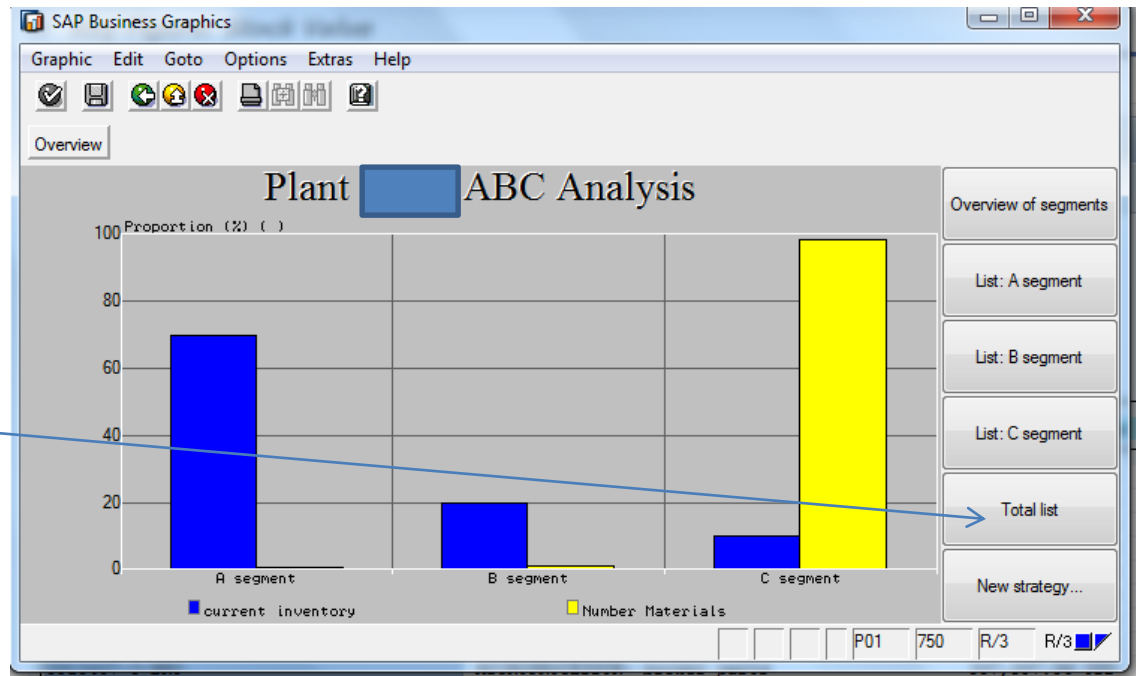 SAP Business Graphics
Graphic Edit Goto Options Extras Help
Overview
Plant ABC Analysis
Proportion (%) ( )
100
80
60
40
20
0
A segment B segment C segment
current inventory Number Materials
Overview of segments
List: A segment
List: B segment
List: C segment
Total list
New strategy...
P01 750 R/3 R/3